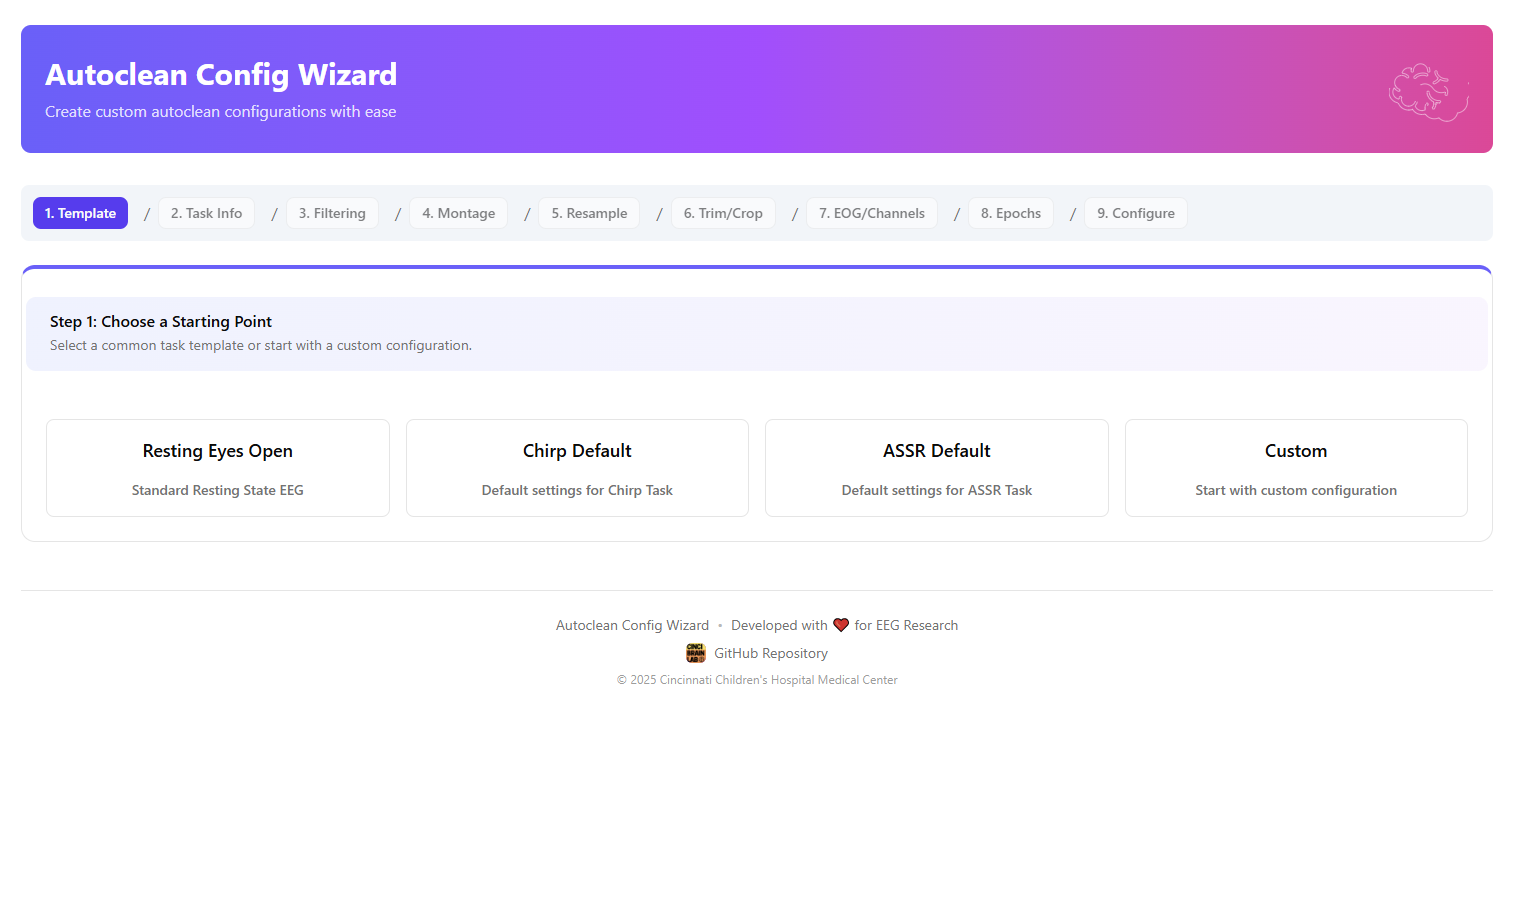 Autoclean Config Wizard
Create custom autoclean configurations with ease
1. Template / 2. Task Info / 3. Filtering / 4. Montage / 5. Resample / 6. Trim/Crop / 7. EOG/Channels / 8. Epochs / 9. Configure
Step 1: Choose a Starting Point
Select a common task template or start with a custom configuration.
Resting Eyes Open
Standard Resting State EEG
Chirp Default
Default settings for Chirp Task
ASSR Default
Default settings for ASSR Task
Custom
Start with custom configuration
Autoclean Config Wizard • Developed with ❤️ for EEG Research
CINCI
BRAIN
LAB
GitHub Repository
© 2025 Cincinnati Children's Hospital Medical Center